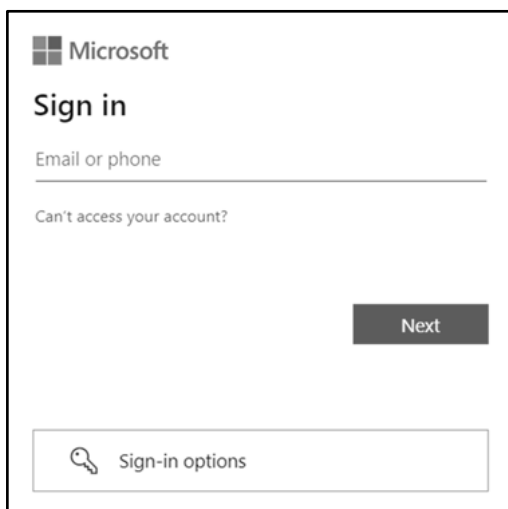 Microsoft
Sign in
Email or phone
Can't access your account?
Next
Sign-in options